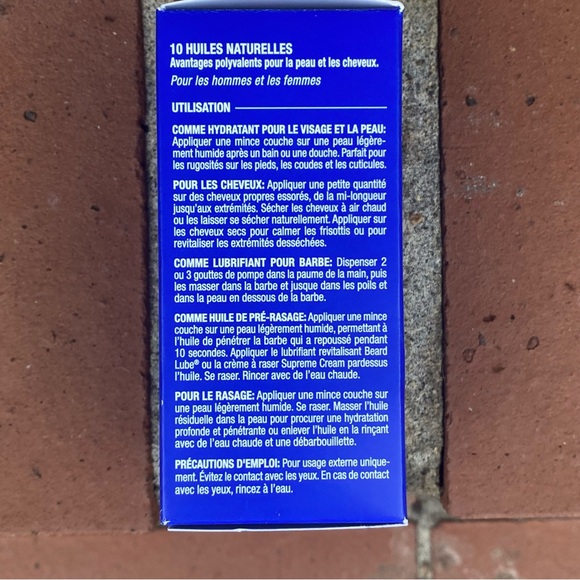 10 HUILES NATURELLES
Avantages polyvalents pour la peau et les cheveux.
Pour les hommes et les femmes
UTILISATION
COMME HYDRATANT POUR LE VISAGE ET LA PEAU:
Appliquer une mince couche sur une peau légère-
ment humide après un bain ou une douche. Parfait pour
les rugosités sur les pieds, les coudes et les cuticules.
POUR LES CHEVEUX: Appliquer une petite quantité
sur des cheveux propres essorés, de la mi-longueur
jusqu'aux extrémités. Sécher les cheveux à air chaud
ou les laisser se sécher naturellement. Appliquer sur
les cheveux secs pour calmer les frisottis ou pour
revitaliser les extrémités desséchées.
COMME LUBRIFIANT POUR BARBE: Dispenser 2
ou 3 gouttes de pompe dans la paume de la main, puis
les masser dans la barbe et jusque dans les poils et
dans la peau en dessous de la barbe.
COMME HUILE DE PRÉ-RASAGE: Appliquer une mince
couche sur une peau légèrement humide, permettant à
l'huile de pénétrer la barbe qui a repoussé pendant
10 secondes. Appliquer le lubrifiant revitalisant Beard
Lube® ou la crème à raser Supreme Cream pardessus
l'huile. Se raser. Rincer avec de l'eau chaude.
POUR LE RASAGE: Appliquer une mince couche sur
une peau légèrement humide. Se raser. Masser l'huile
résiduelle dans la peau pour procurer une hydratation
profonde et pénétrante ou enlever l'huile en la rinçant
avec de l'eau chaude et une débarbouillette.
PRÉCAUTIONS D'EMPLOI: Pour usage externe unique-
ment. Évitez le contact avec les yeux. En cas de contact
avec les yeux, rincez à l'eau.